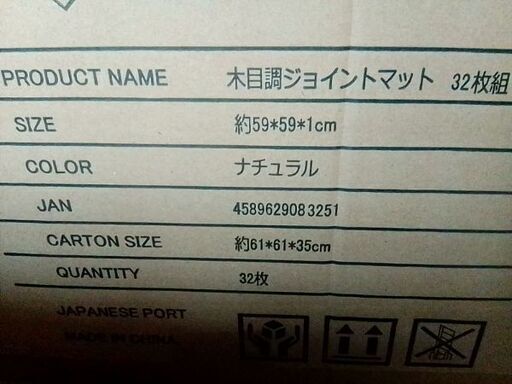 PRODUCT NAME 木目調ジョイントマット 32枚組
SIZE 約59*59*1cm
COLOR ナチュラル
JAN 4589629083251
CARTON SIZE 約61*61*35cm
QUANTITY 32枚
JAPANESE PORT
MADE IN CHINA